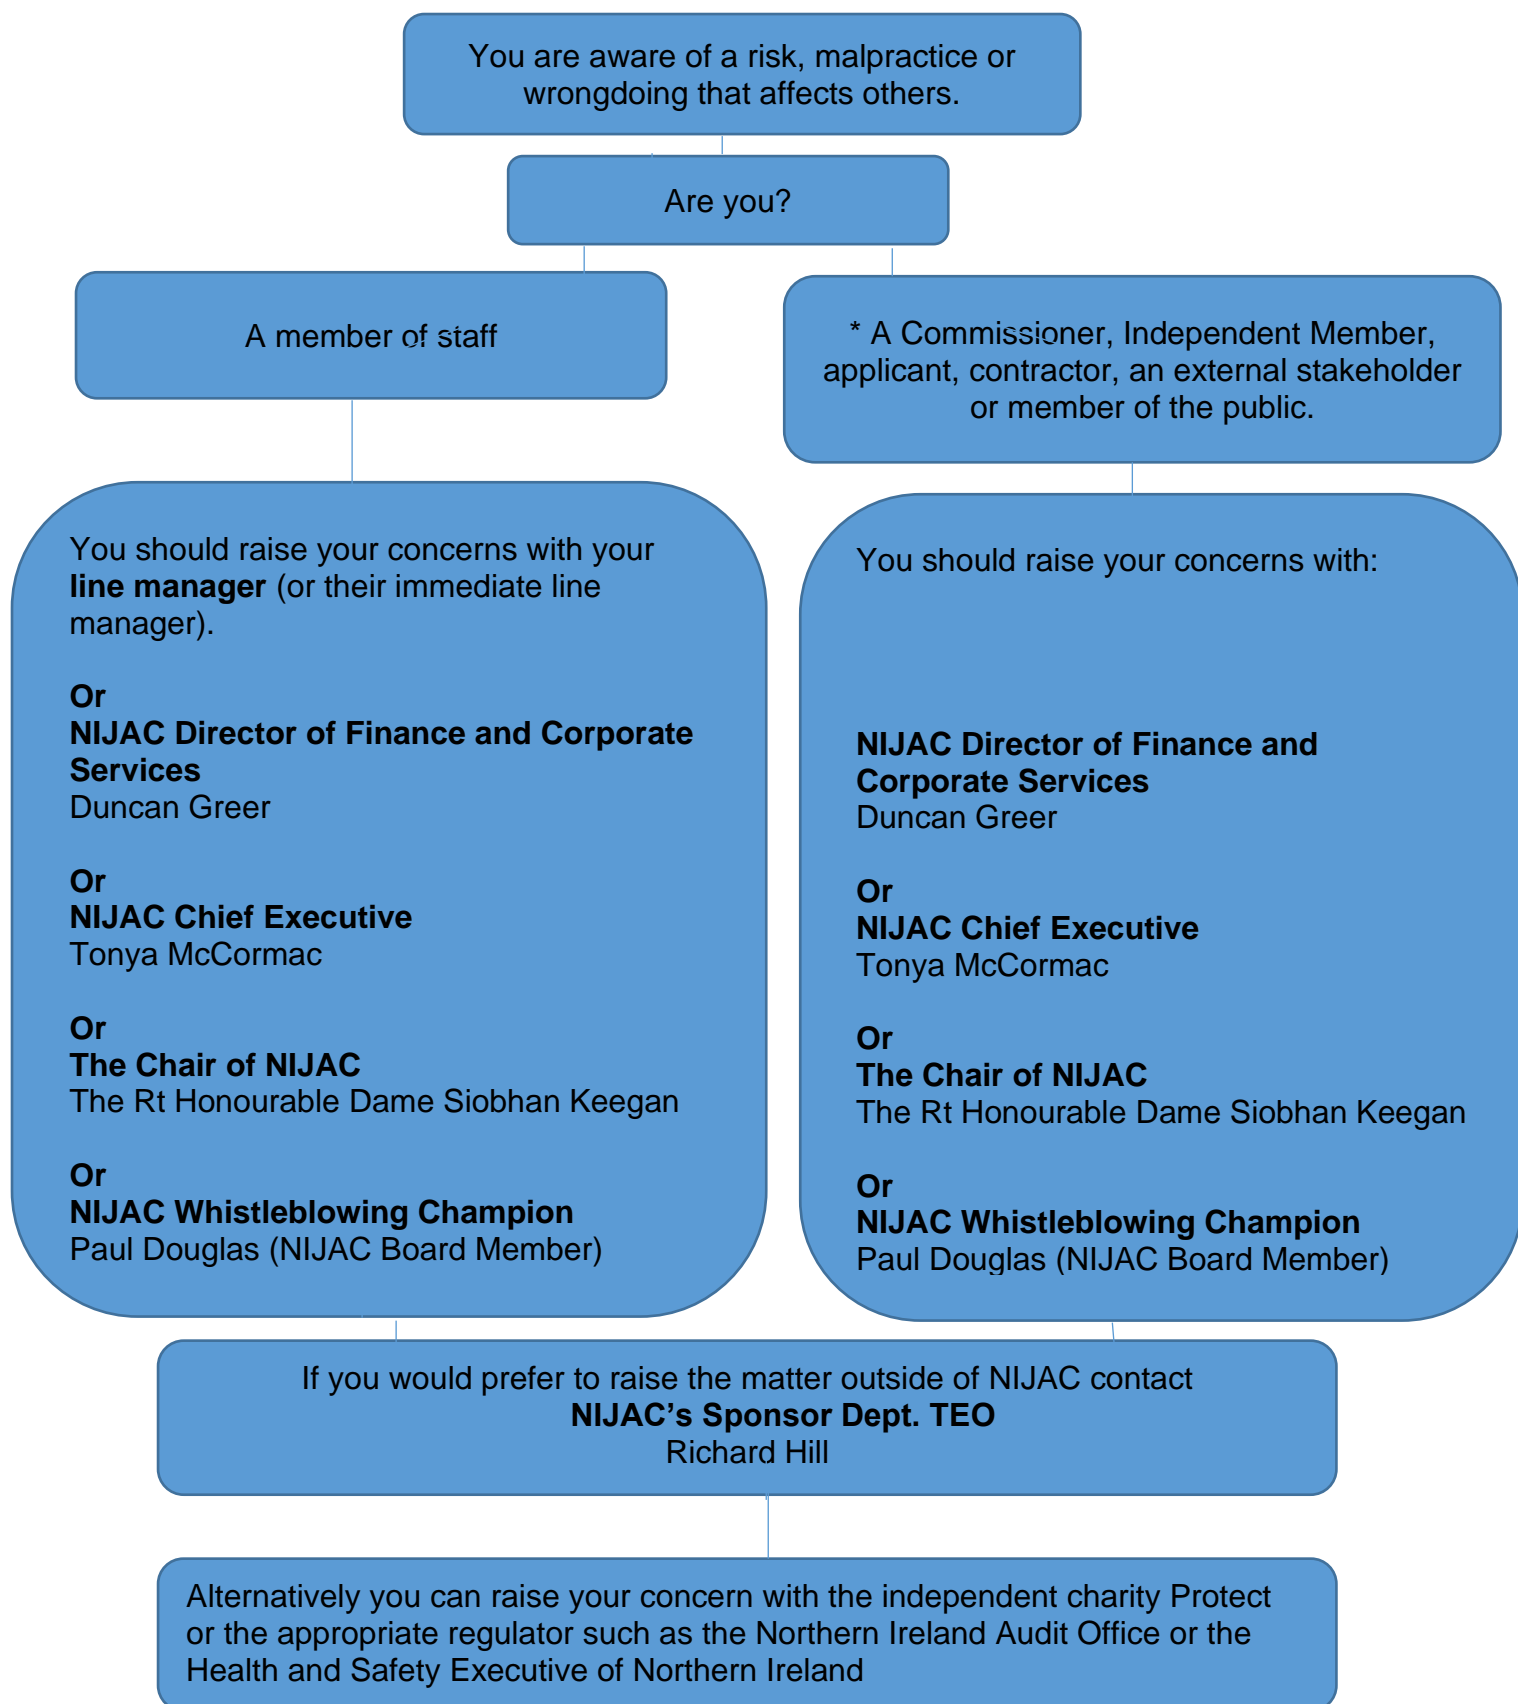 You are aware of a risk, malpractice or
wrongdoing that affects others.
Are you?
A member of staff
* A Commissioner, Independent Member,
applicant, contractor, an external stakeholder
or member of the public.
You should raise your concerns with your
line manager (or their immediate line
manager).
Or
NIJAC Director of Finance and Corporate
Services
Duncan Greer
Or
NIJAC Chief Executive
Tonya McCormac
Or
The Chair of NIJAC
The Rt Honourable Dame Siobhan Keegan
Or
NIJAC Whistleblowing Champion
Paul Douglas (NIJAC Board Member)
You should raise your concerns with:
NIJAC Director of Finance and
Corporate Services
Duncan Greer
Or
NIJAC Chief Executive
Tonya McCormac
Or
The Chair of NIJAC
The Rt Honourable Dame Siobhan Keegan
Or
NIJAC Whistleblowing Champion
Paul Douglas (NIJAC Board Member)
If you would prefer to raise the matter outside of NIJAC contact
NIJAC’s Sponsor Dept. TEO
Richard Hill
Alternatively you can raise your concern with the independent charity Protect
or the appropriate regulator such as the Northern Ireland Audit Office or the
Health and Safety Executive of Northern Ireland